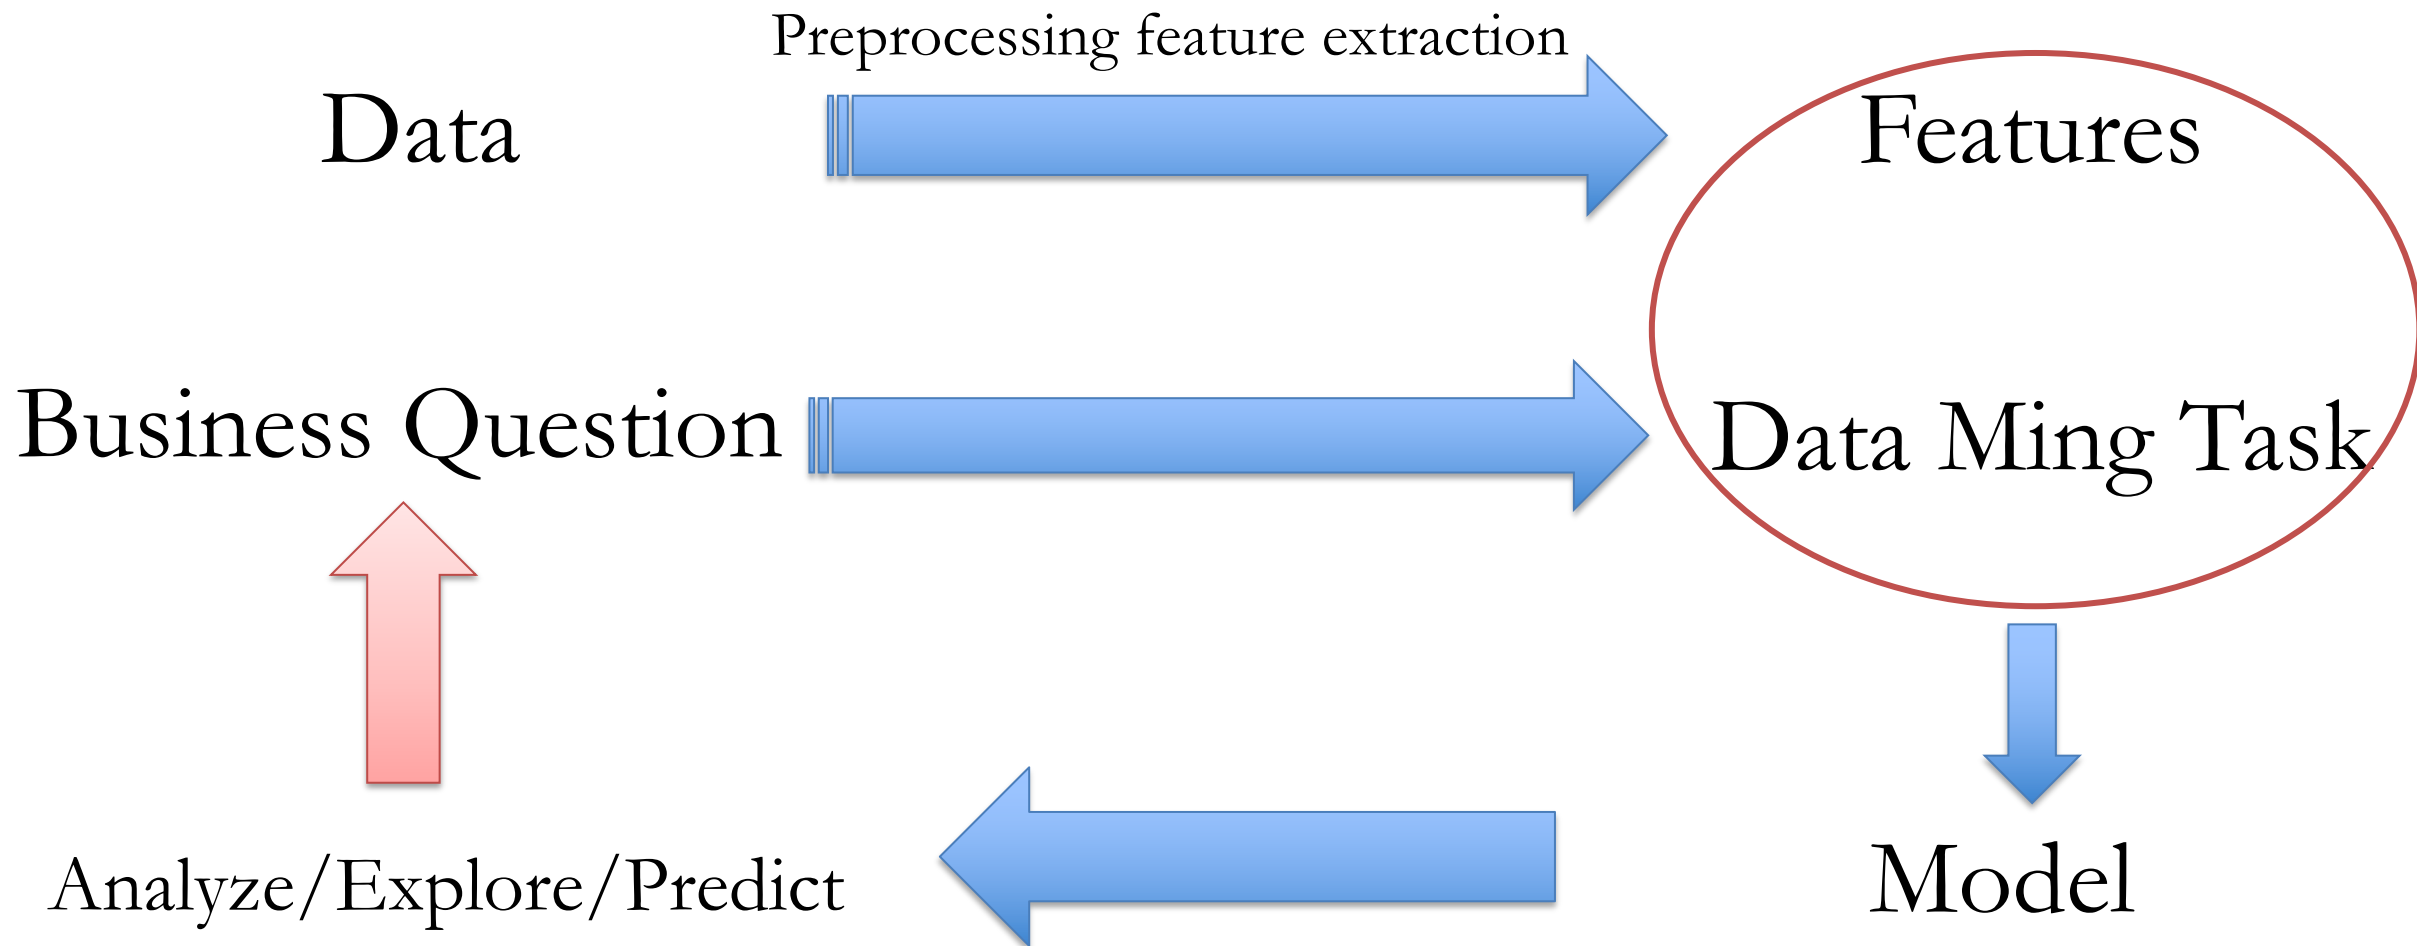 Preprocessing feature extraction
Data
Features
Business Question
Data Ming Task
Analyze/Explore/Predict
Model